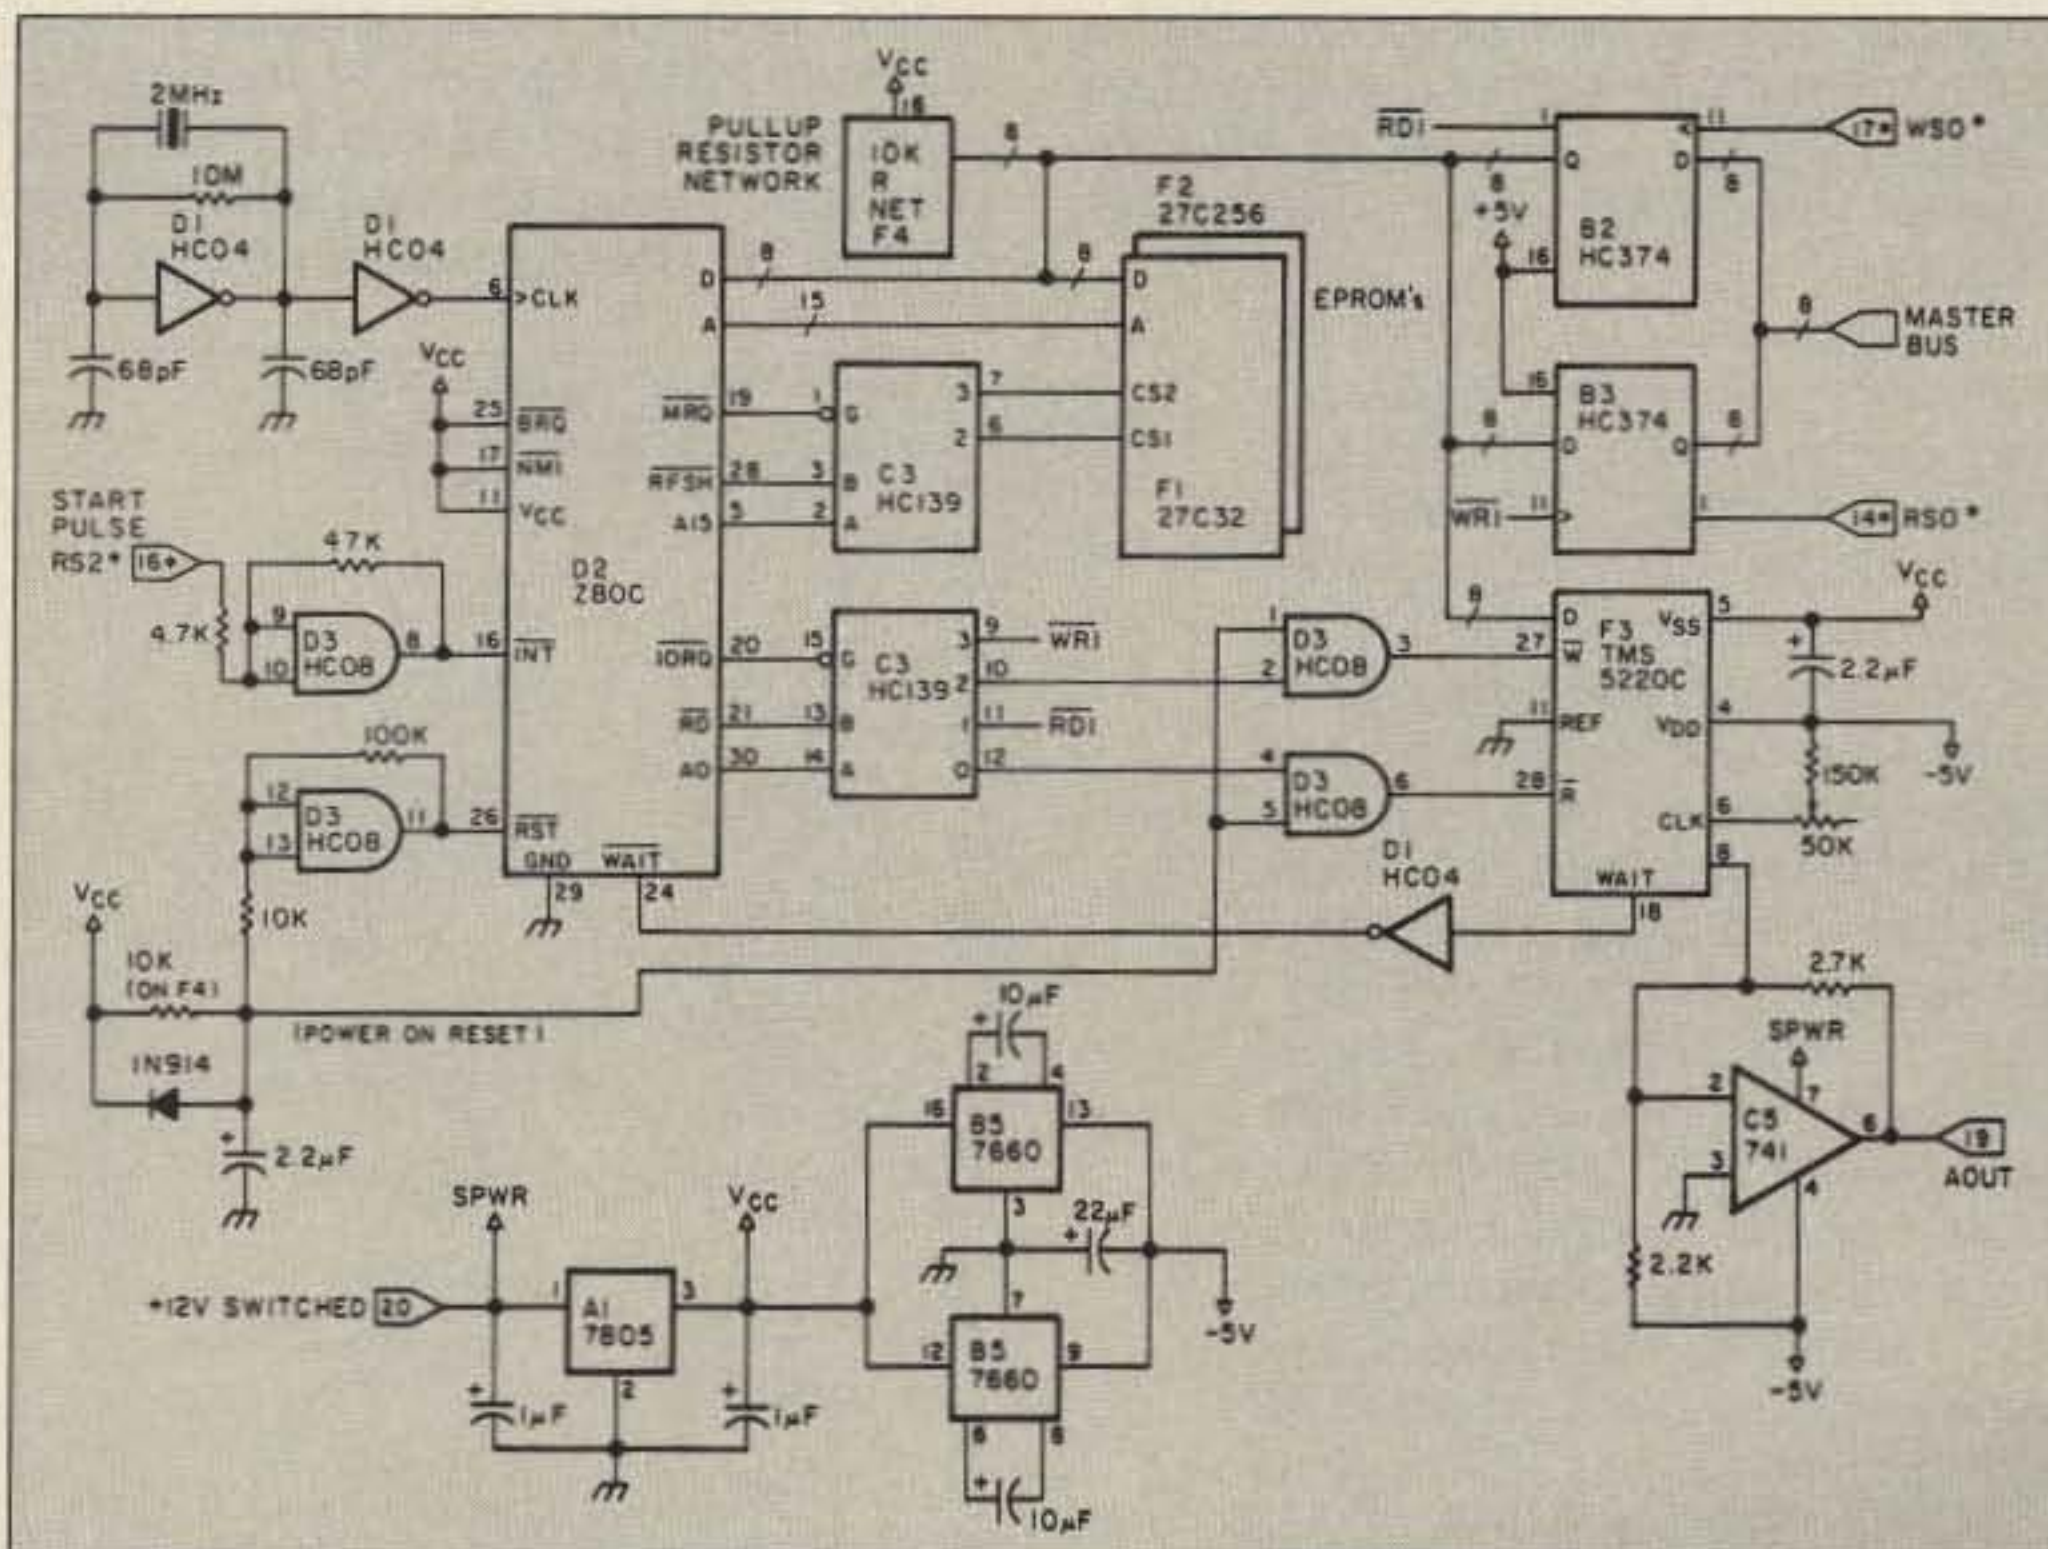 2MHz
10M
D1
HC04
D1
HC04
68pF
68pF
VCC
START
PULSE
RS2* 16*
47K
4.7K
9
10
D3
HC08
8
100K
12
13
D3
HC08
11
VCC
10K
10K
(ON F4)
(POWER ON RESET)
1N914
+
2.2µF
6 >CLK
25 BRQ
17 NMI
11 VCC
D2
Z80C
16 INT
26 RST
GND
29
WAIT
24
D 8
A 15
MRQ 19
RFSH 28
A15 5
IORQ 20
RD 21
A0 30
PULLUP
RESISTOR
NETWORK
VCC
16
10K
R
NET
F4
8
1 G
3 B
2 A
C3
HC139
3 7
2 6
15 G
13 B
14 A
C3
HC139
3 9 WR1
2 10
1 11 RD1
0 12
F2
27C256
EPROM's
8 D
A
CS2
CS1
F1
27C32
RD1 1
Q
8
+5V
16
B2
HC374
11
D
8
17* WS0*
8
MASTER
BUS
16
B3
HC374
8
D
Q
8
WR1 11 >
1
14* RS0*
1
2
D3
HC08
3
4
5
D3
HC08
6
D1
HC04
8
D
27 W
11 REF
28 R
F3
TMS
5220C
VSS 5
VDD 4
CLK 6
8
WAIT
18
VCC
+
2.2µF
-5V
150K
50K
2.7K
SPWR
7
2
3
C5
741
6
4
19
AOUT
2.2K
-5V
+12V SWITCHED 20
SPWR
1
A1
7805
3
2
+
1µF
VCC
+
1µF
10µF
+
2
4
16
B5
7660
13
3
22µF
+
-5V
7
12
B5
7660
9
+
10µF